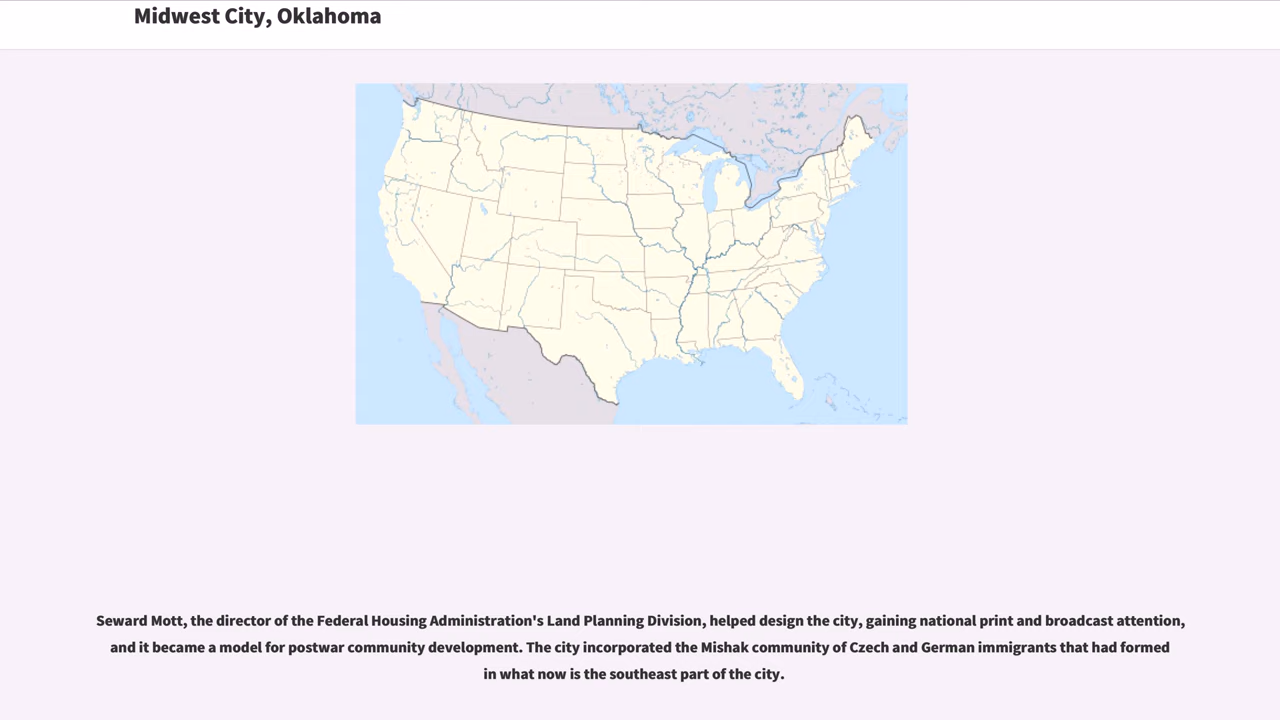 Midwest City, Oklahoma
Seward Mott, the director of the Federal Housing Administration's Land Planning Division, helped design the city, gaining national print and broadcast attention,
and it became a model for postwar community development. The city incorporated the Mishak community of Czech and German immigrants that had formed
in what now is the southeast part of the city.